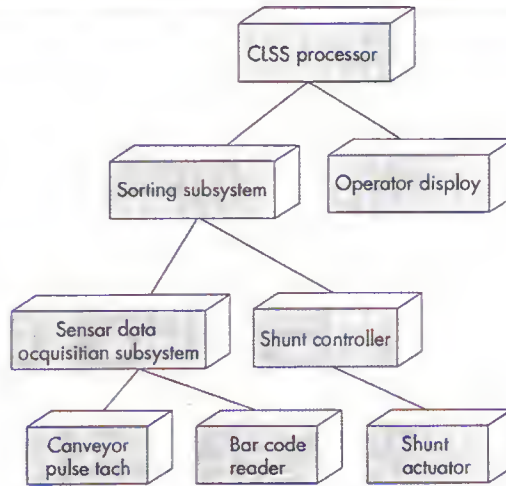 CLSS processor
Sorting subsystem
Operator display
Sensar data
ocquisitian subsystem
Shunt controller
Canveyor
pulse tach
Bar code
reader
Shunt
actuator